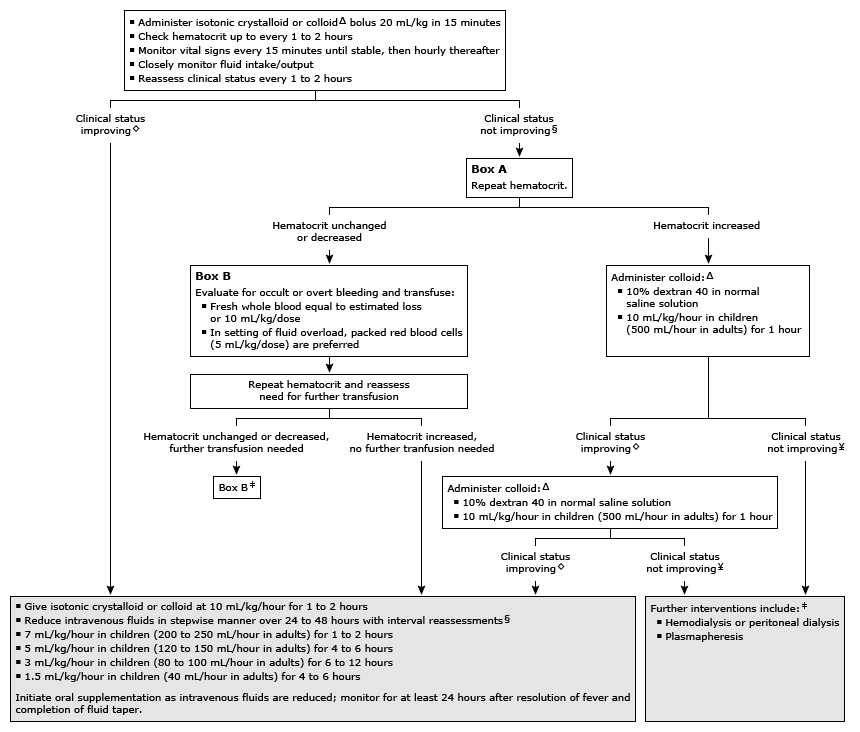 ▪ Administer isotonic crystalloid or colloidΔ bolus 20 mL/kg in 15 minutes
▪ Check hematocrit up to every 1 to 2 hours
▪ Monitor vital signs every 15 minutes until stable, then hourly thereafter
▪ Closely monitor fluid intake/output
▪ Reassess clinical status every 1 to 2 hours
Clinical status
improving◇
Clinical status
not improving§
Box A
Repeat hematocrit.
Hematocrit unchanged
or decreased
Hematocrit increased
Box B
Evaluate for occult or overt bleeding and transfuse:
▪ Fresh whole blood equal to estimated loss
or 10 mL/kg/dose
▪ In setting of fluid overload, packed red blood cells
(5 mL/kg/dose) are preferred
Administer colloid:Δ
▪ 10% dextran 40 in normal
saline solution
▪ 10 mL/kg/hour in children
(500 mL/hour in adults) for 1 hour
Repeat hematocrit and reassess
need for further transfusion
Hematocrit unchanged or decreased,
further tranfusion needed
Hematocrit increased,
no further tranfusion needed
Clinical status
improving◇
Clinical status
not improving¥
Box B‡
Administer colloid:Δ
▪ 10% dextran 40 in normal saline solution
▪ 10 mL/kg/hour in children (500 mL/hour in adults) for 1 hour
Clinical status
improving◇
Clinical status
not improving¥
▪ Give isotonic crystalloid or colloid at 10 mL/kg/hour for 1 to 2 hours
▪ Reduce intravenous fluids in stepwise manner over 24 to 48 hours with interval reassessments§
▪ 7 mL/kg/hour in children (200 to 250 mL/hour in adults) for 1 to 2 hours
▪ 5 mL/kg/hour in children (120 to 150 mL/hour in adults) for 4 to 6 hours
▪ 3 mL/kg/hour in children (80 to 100 mL/hour in adults) for 6 to 12 hours
▪ 1.5 mL/kg/hour in children (40 mL/hour in adults) for 4 to 6 hours
Initiate oral supplementation as intravenous fluids are reduced; monitor for at least 24 hours after resolution of fever and
completion of fluid taper.
Further interventions include:‡
▪ Hemodialysis or peritoneal dialysis
▪ Plasmapheresis